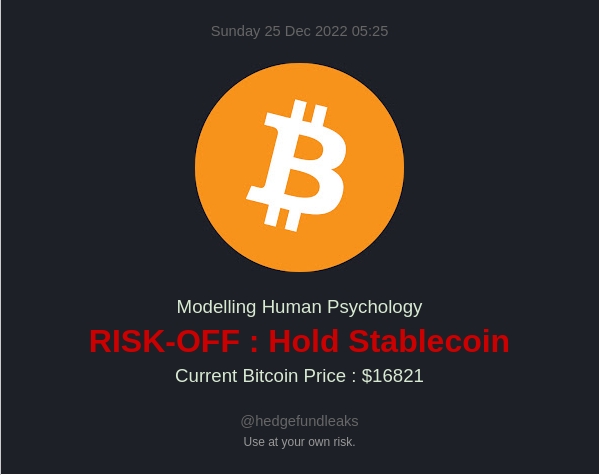 Sunday 25 Dec 2022 05:25
Modelling Human Psychology
RISK-OFF : Hold Stablecoin
Current Bitcoin Price : $16821
@hedgefundleaks
Use at your own risk.